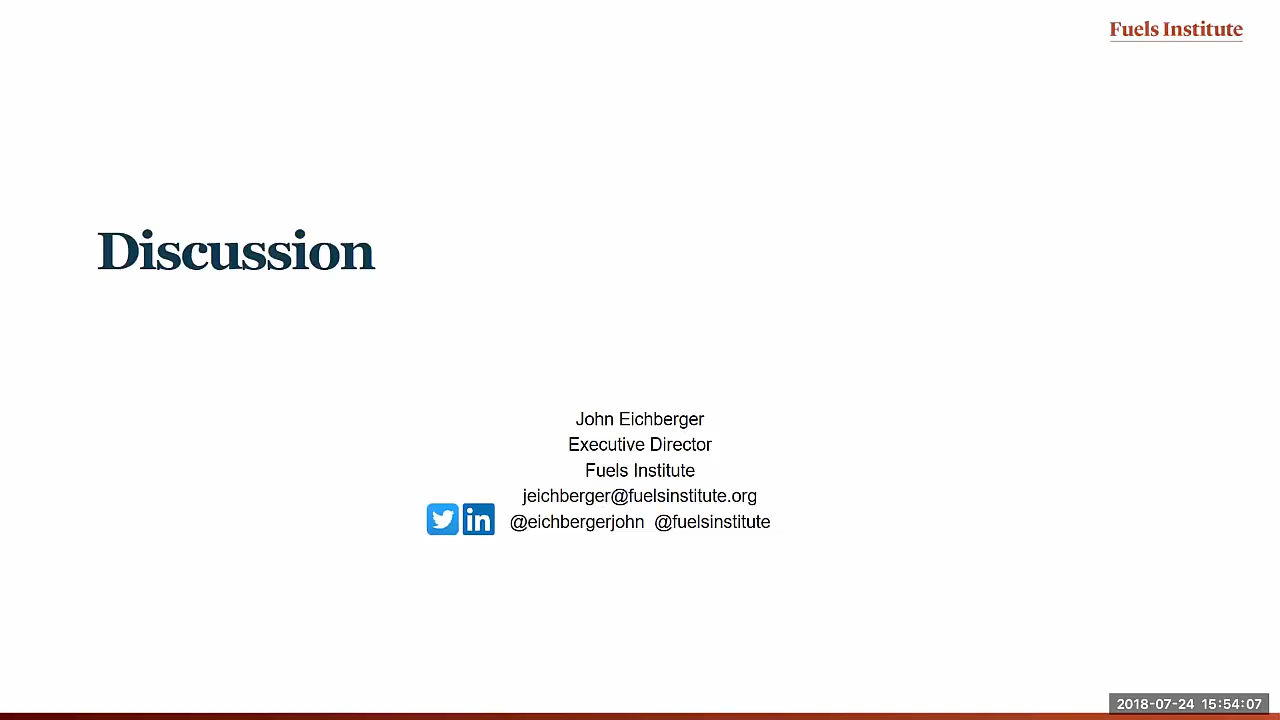 Fuels Institute
Discussion
John Eichberger
Executive Director
Fuels Institute
jeichberger@fuelsinstitute.org
in @eichbergerjohn @fuelsinstitute
2018-07-24 15:54:07